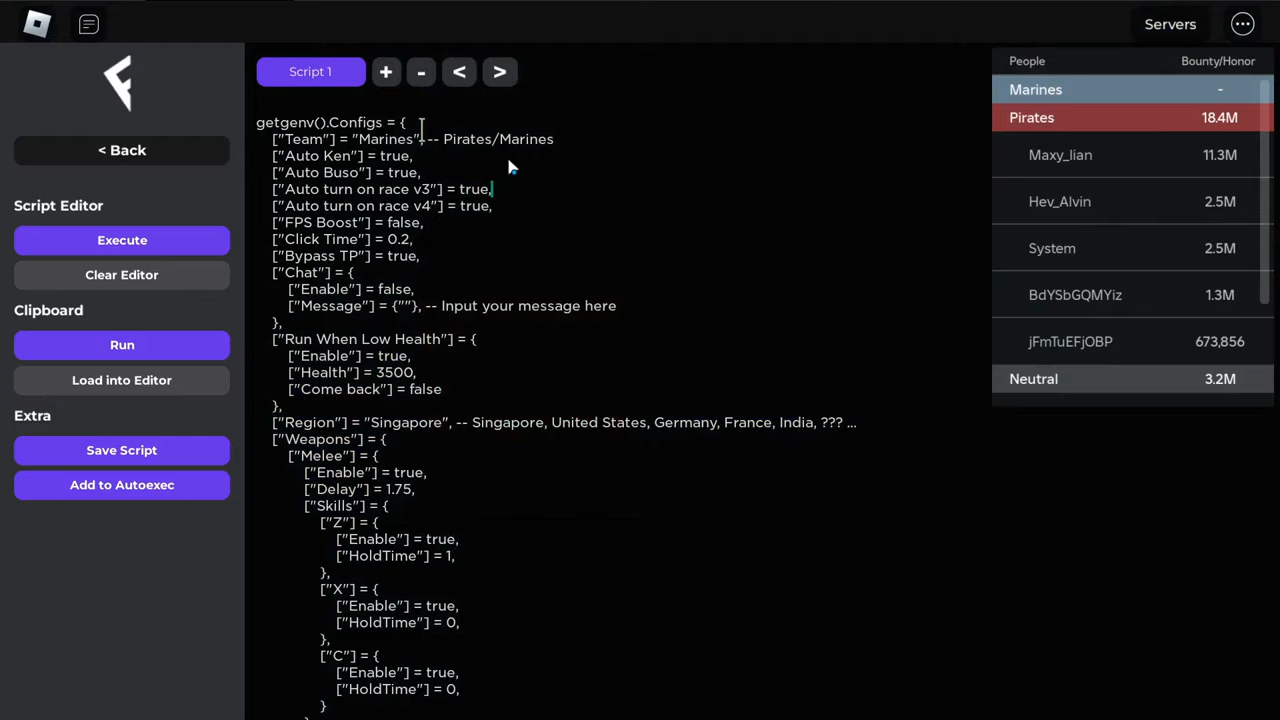 Servers
< Back
Script Editor
Execute
Clear Editor
Clipboard
Run
Load into Editor
Extra
Save Script
Add to Autoexec
Script 1
+
-
<
>
getgenv().Configs = {
["Team"] = "Marines", -- Pirates/Marines
["Auto Ken"] = true,
["Auto Buso"] = true,
["Auto turn on race v3"] = true,
["Auto turn on race v4"] = true,
["FPS Boost"] = false,
["Click Time"] = 0.2,
["Bypass TP"] = true,
["Chat"] = {
["Enable"] = false,
["Message"] = {""}, -- Input your message here
},
["Run When Low Health"] = {
["Enable"] = true,
["Health"] = 3500,
["Come back"] = false
},
["Region"] = "Singapore", -- Singapore, United States, Germany, France, India, ??? ...
["Weapons"] = {
["Melee"] = {
["Enable"] = true,
["Delay"] = 1.75,
["Skills"] = {
["Z"] = {
["Enable"] = true,
["HoldTime"] = 1,
},
["X"] = {
["Enable"] = true,
["HoldTime"] = 0,
},
["C"] = {
["Enable"] = true,
["HoldTime"] = 0,
}
People Bounty/Honor
Marines -
Pirates 18.4M
Maxy_lian 11.3M
Hev_Alvin 2.5M
System 2.5M
BdYSbGQMYiz 1.3M
jFmTuEFjOBP 673,856
Neutral 3.2M